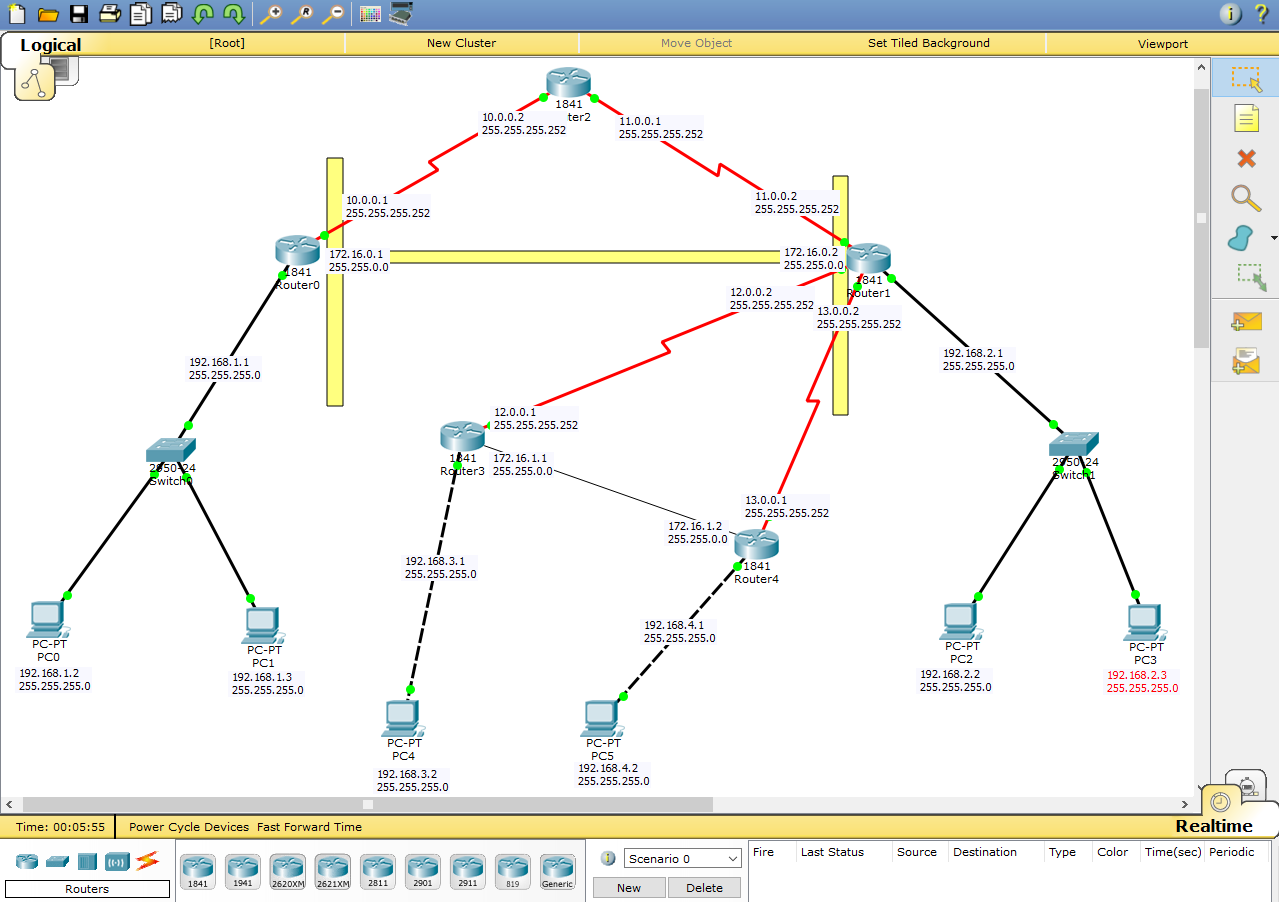 Logical
[Root]
New Cluster
Move Object
Set Tiled Background
Viewport
1841
ter2
10.0.0.2
255.255.255.252
11.0.0.1
255.255.255.252
10.0.0.1
255.255.255.252
11.0.0.2
255.255.255.252
172.16.0.1
255.255.0.0
172.16.0.2
255.255.0.0
1841
Router0
1841
Router1
12.0.0.2
255.255.255.252
13.0.0.2
255.255.255.252
192.168.1.1
255.255.255.0
192.168.2.1
255.255.255.0
12.0.0.1
255.255.255.252
1841
Router3
172.16.1.1
255.255.0.0
2950-24
Switch0
2950-24
Switch1
13.0.0.1
255.255.255.252
172.16.1.2
255.255.0.0
1841
Router4
192.168.3.1
255.255.255.0
192.168.4.1
255.255.255.0
PC-PT
PC0
192.168.1.2
255.255.255.0
PC-PT
PC1
192.168.1.3
255.255.255.0
PC-PT
PC2
192.168.2.2
255.255.255.0
PC-PT
PC3
192.168.2.3
255.255.255.0
PC-PT
PC4
192.168.3.2
255.255.255.0
PC-PT
PC5
192.168.4.2
255.255.255.0
Realtime
Time: 00:05:55
Power Cycle Devices Fast Forward Time
Routers
1841
1941
2620XM
2621XM
2811
2901
2911
819
Generic
Scenario 0
New
Delete
Fire
Last Status
Source
Destination
Type
Color
Time(sec)
Periodic